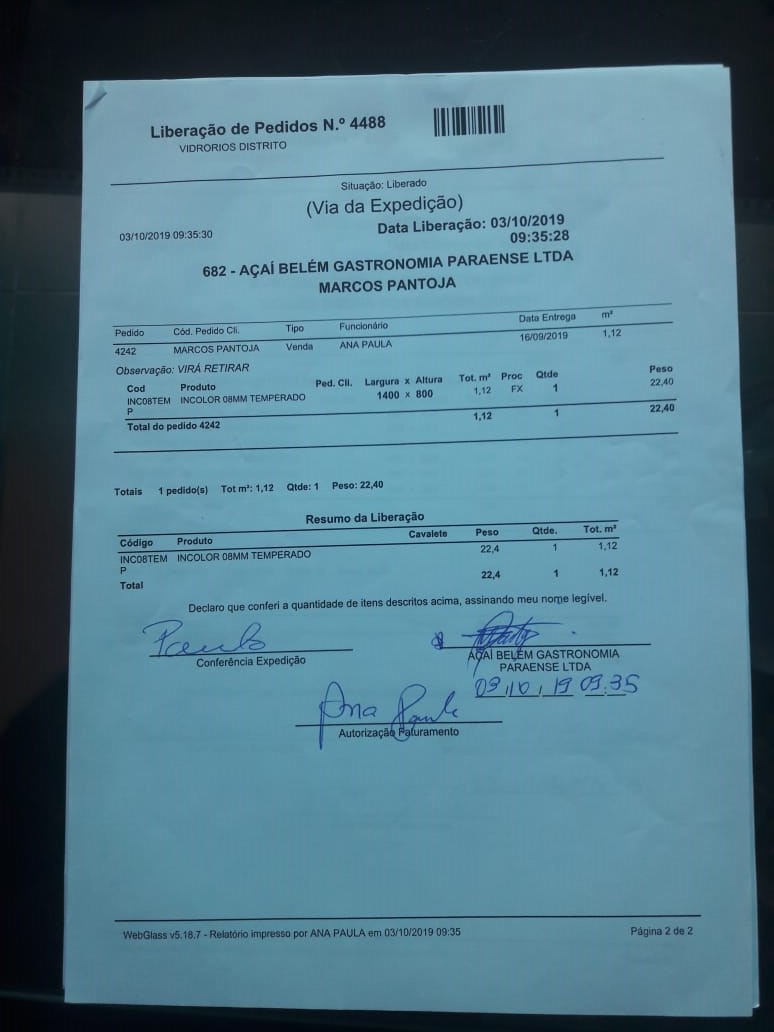 Liberação de Pedidos N.º 4488
VIDRORIOS DISTRITO
Situação: Liberado
(Via da Expedição)
03/10/2019 09:35:30
Data Liberação: 03/10/2019
09:35:28
682 - AÇAÍ BELÉM GASTRONOMIA PARAENSE LTDA
MARCOS PANTOJA
Pedido Cód. Pedido Cli. Tipo Funcionário Data Entrega m²
4242 MARCOS PANTOJA Venda ANA PAULA 16/09/2019 1,12
Observação: VIRÁ RETIRAR
Cod Produto Ped. Cli. Largura x Altura Tot. m² Proc Qtde Peso
INC08TEM INCOLOR 08MM TEMPERADO 1400 x 800 1,12 FX 1 22,40
P
Total do pedido 4242 1,12 1 22,40
Totais 1 pedido(s) Tot m²: 1,12 Qtde: 1 Peso: 22,40
Resumo da Liberação
Código Produto Cavalete Peso Qtde. Tot. m²
INC08TEM INCOLOR 08MM TEMPERADO 22,4 1 1,12
P
Total 22,4 1 1,12
Declaro que conferi a quantidade de itens descritos acima, assinando meu nome legível.
Paulo
Conferência Expedição
AÇAÍ BELÉM GASTRONOMIA
PARAENSE LTDA
03/10/19 09:35
Ana Paula
Autorização Faturamento
WebGlass v5.18.7 - Relatório impresso por ANA PAULA em 03/10/2019 09:35
Página 2 de 2